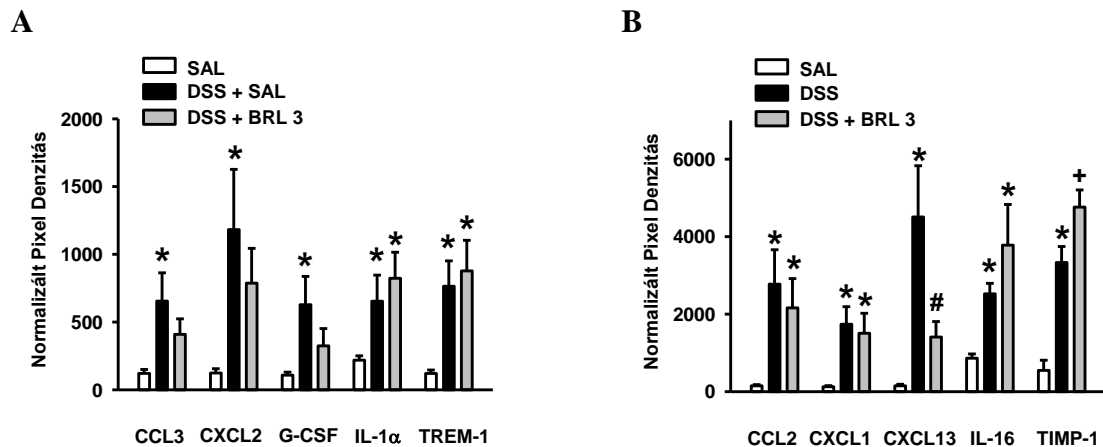 A
SAL
DSS + SAL
DSS + BRL 3
Normalizált Pixel Denzitás
2000
1500
1000
500
0
* * * * * * *
CCL3 CXCL2 G-CSF IL-1α TREM-1
B
SAL
DSS
DSS + BRL 3
Normalizált Pixel Denzitás
6000
4000
2000
0
* * * * * # * * * +
CCL2 CXCL1 CXCL13 IL-16 TIMP-1